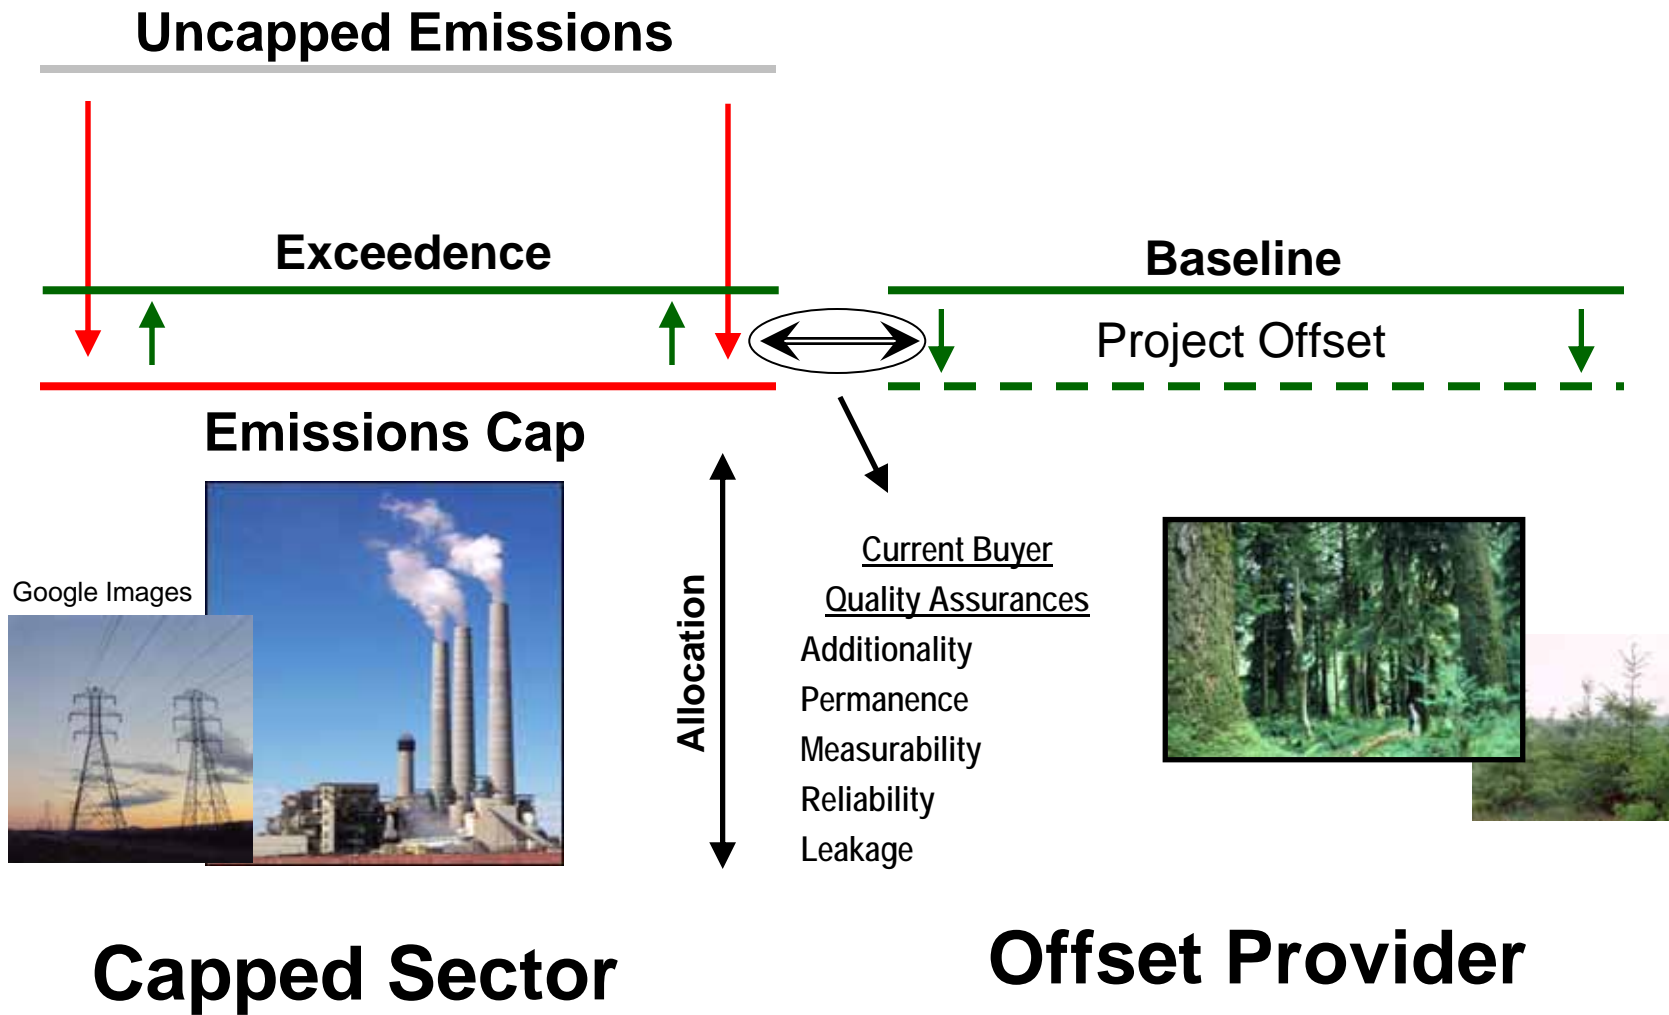 Uncapped Emissions
Exceedence
Baseline
Project Offset
Emissions Cap
Google Images
Allocation
Current Buyer
Quality Assurances
Additionality
Permanence
Measurability
Reliability
Leakage
Capped Sector
Offset Provider